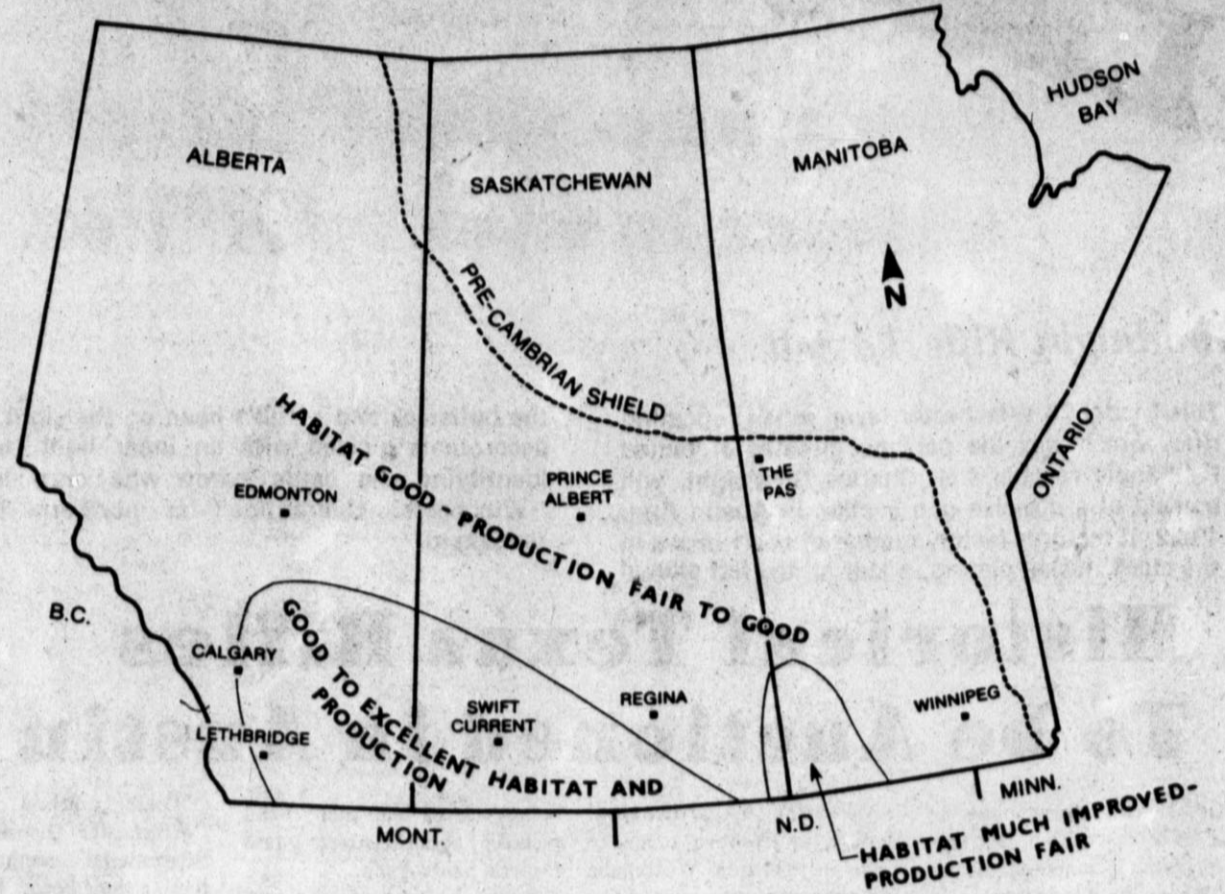 HUDSON
BAY
ALBERTA
SASKATCHEWAN
MANITOBA
N
PRE-CAMBRIAN SHIELD
ONTARIO
HABITAT GOOD - PRODUCTION FAIR TO GOOD
EDMONTON
PRINCE
ALBERT
THE
PAS
B.C.
CALGARY
LETHBRIDGE
GOOD TO EXCELLENT HABITAT AND
PRODUCTION
SWIFT
CURRENT
REGINA
WINNIPEG
MONT.
N.D.
MINN.
HABITAT MUCH IMPROVED-
PRODUCTION FAIR